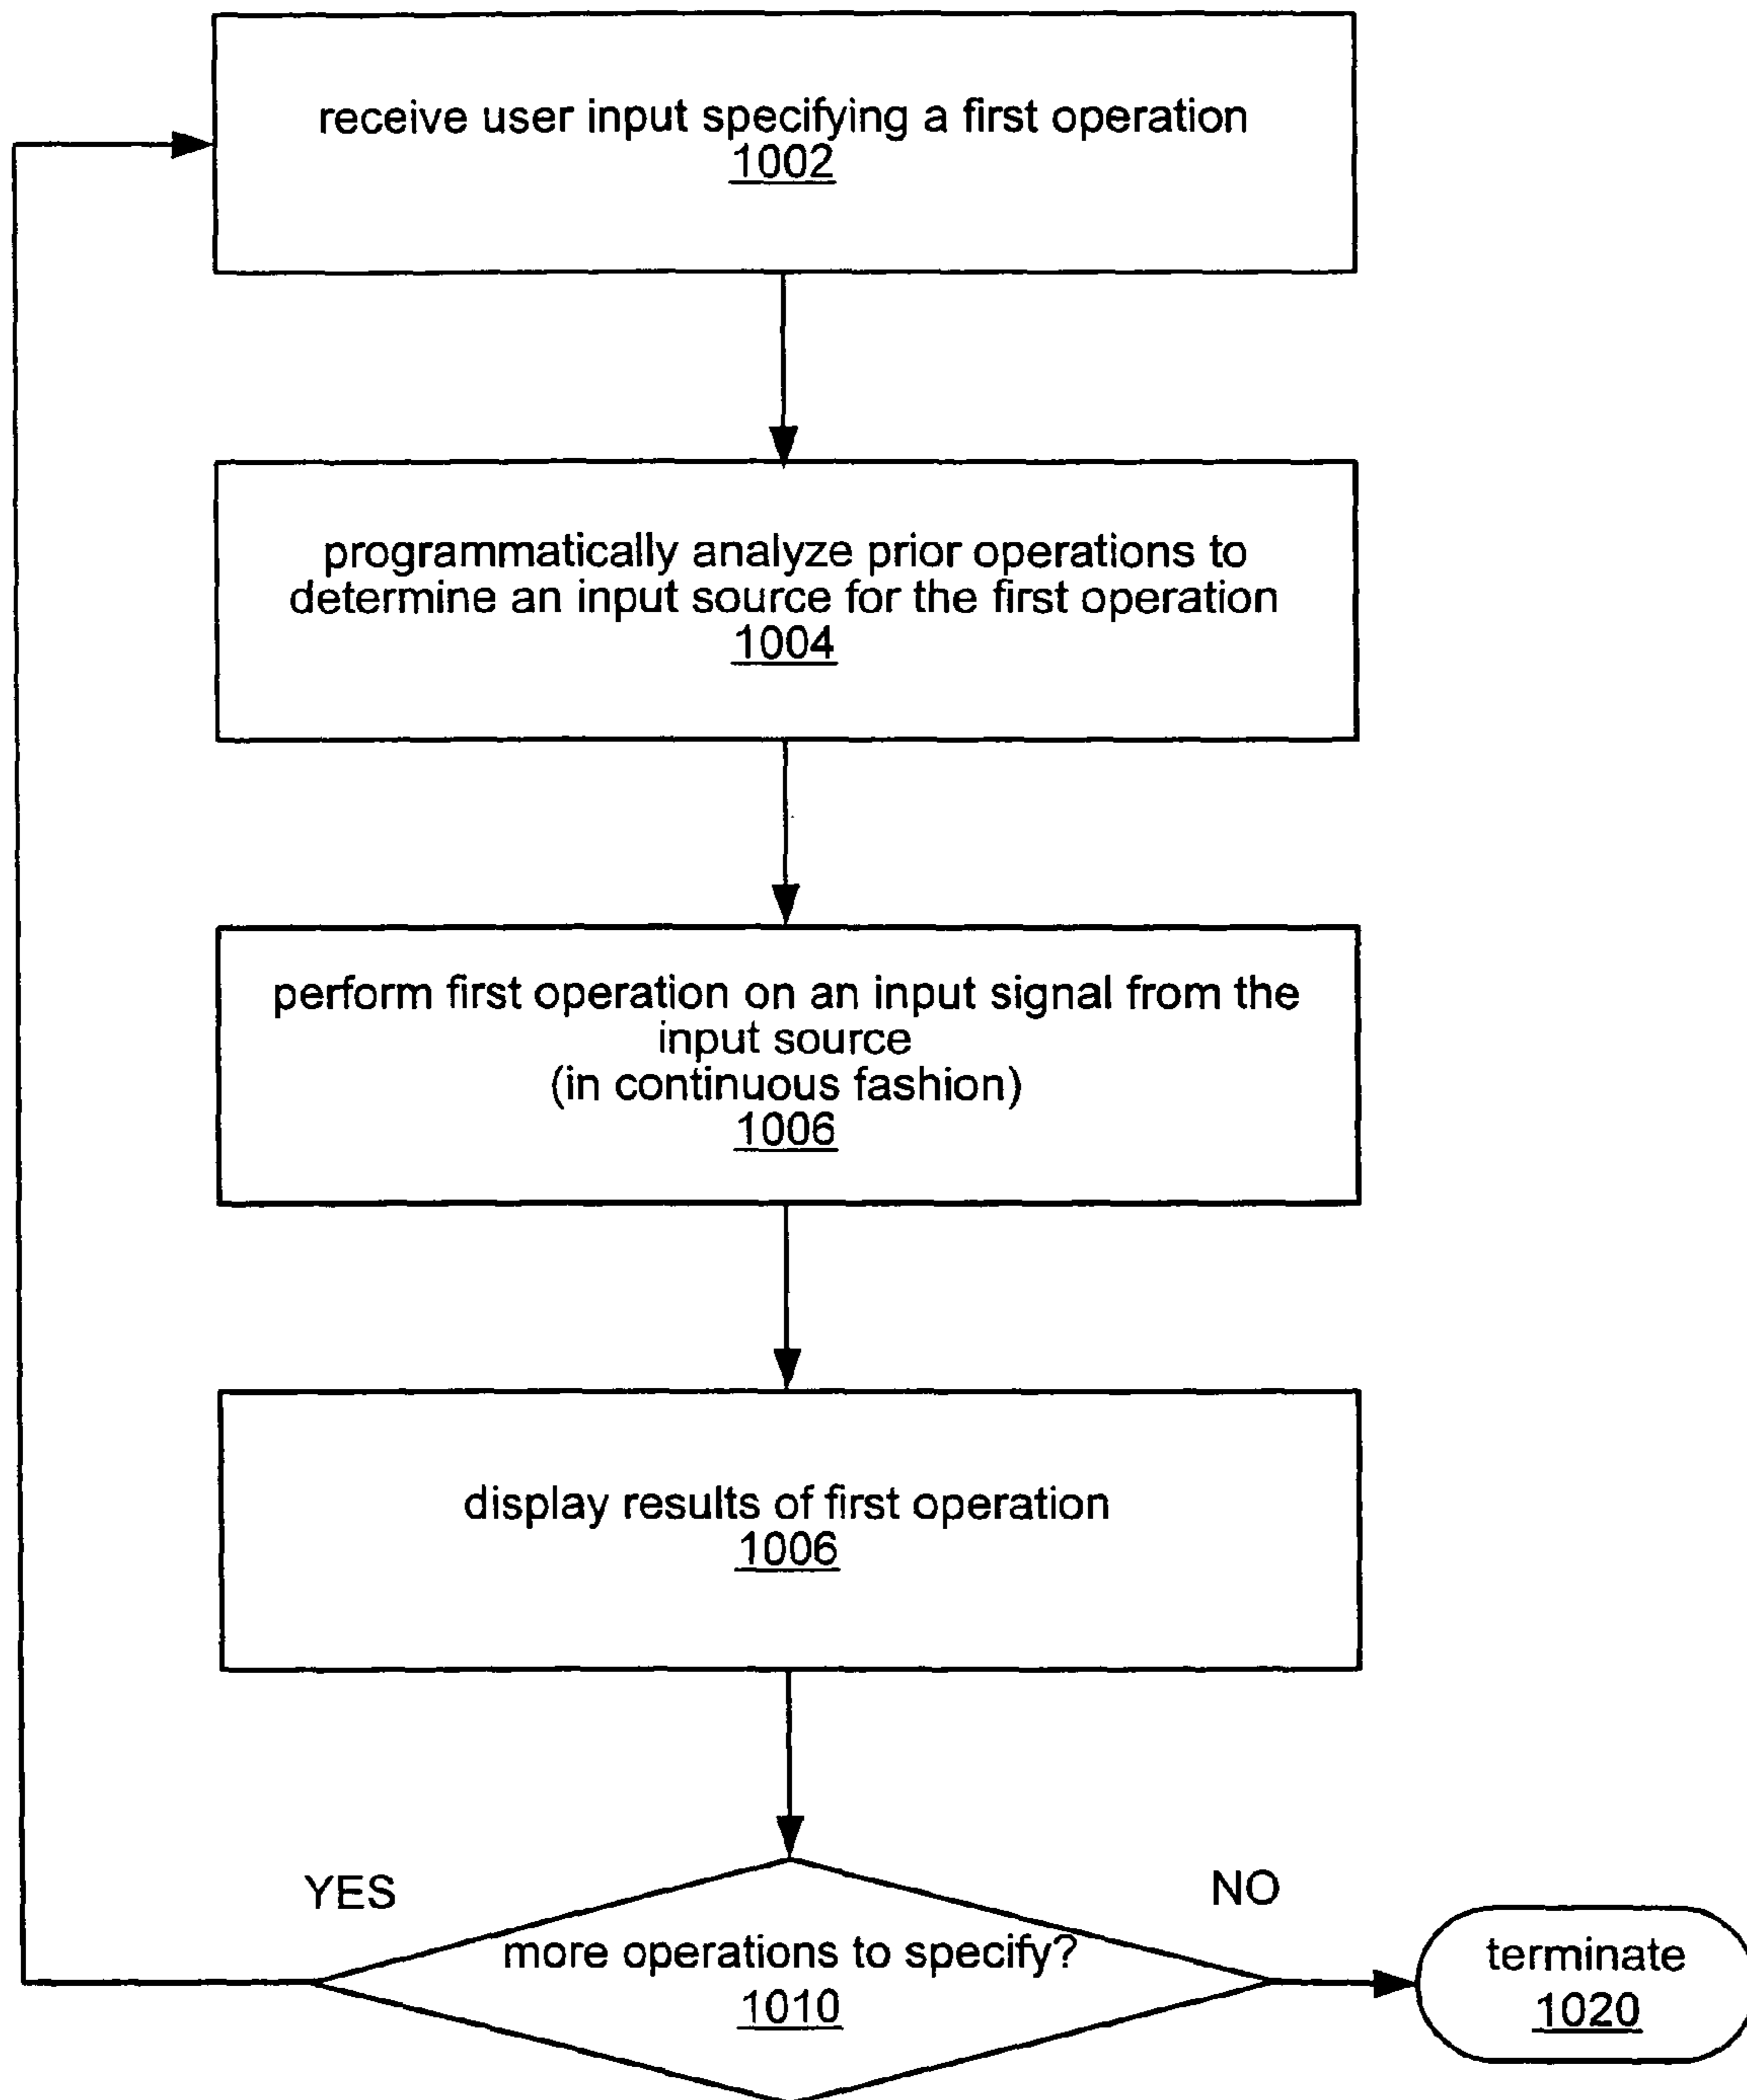 receive user input specifying a first operation
1002
programmatically analyze prior operations to
determine an input source for the first operation
1004
perform first operation on an input signal from the
input source
(in continuous fashion)
1006
display results of first operation
1006
YES
NO
more operations to specify?
1010
terminate
1020